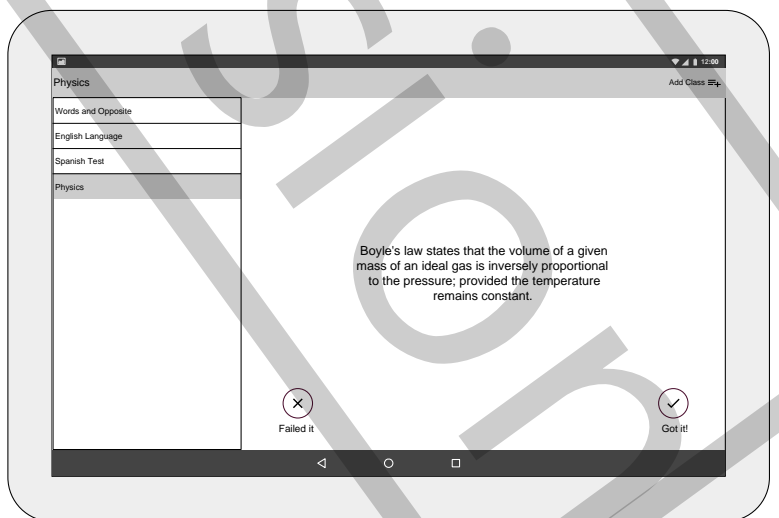 12:00
Physics
Add Class
Words and Opposite
English Language
Spanish Test
Physics
Boyle's law states that the volume of a given
mass of an ideal gas is inversely proportional
to the pressure; provided the temperature
remains constant.
Failed it
Got it!
sion